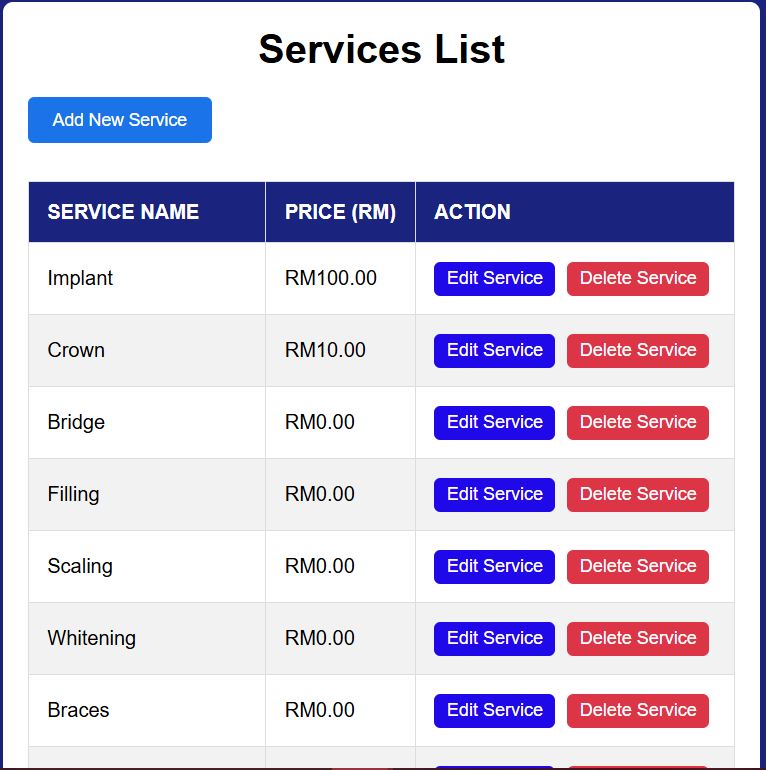 Services List
Add New Service
SERVICE NAME PRICE (RM) ACTION
Implant RM100.00 Edit Service Delete Service
Crown RM10.00 Edit Service Delete Service
Bridge RM0.00 Edit Service Delete Service
Filling RM0.00 Edit Service Delete Service
Scaling RM0.00 Edit Service Delete Service
Whitening RM0.00 Edit Service Delete Service
Braces RM0.00 Edit Service Delete Service